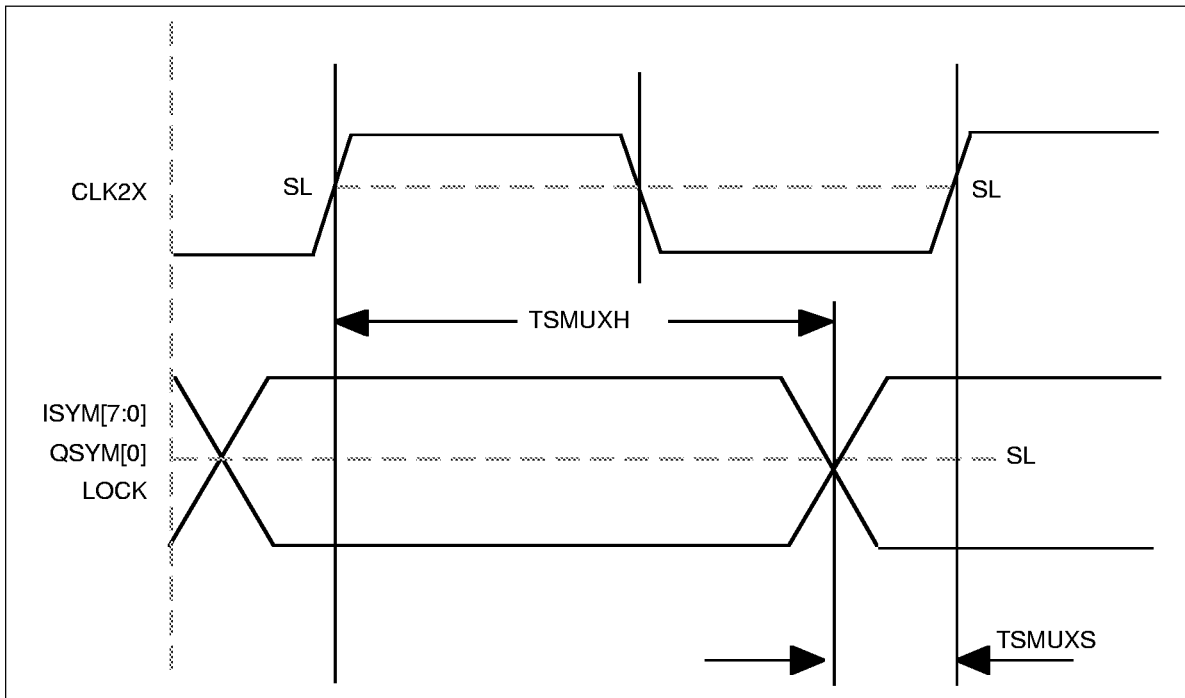 CLK2X
SL
SL
TSMUXH
ISYM[7:0]
QSYM[0]
LOCK
SL
TSMUXS